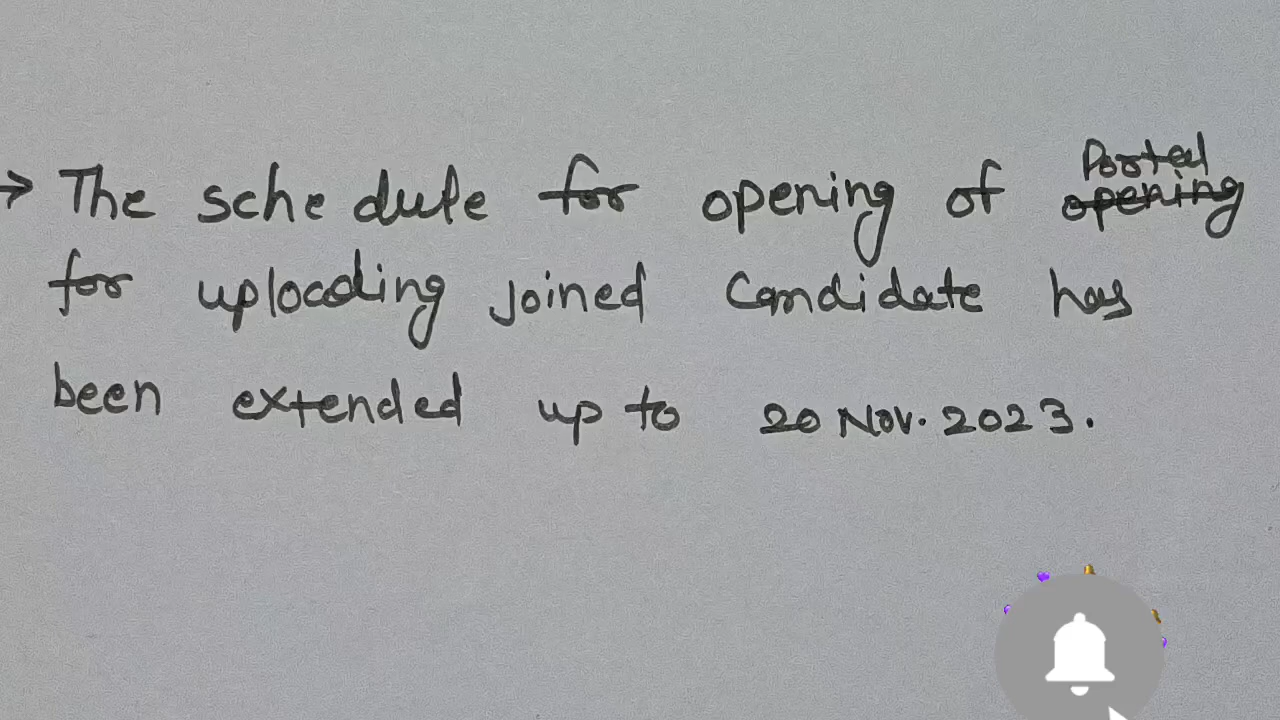 → The schedule for opening of Portal opening
for uploading joined Candidate has
been extended up to 20 Nov. 2023.